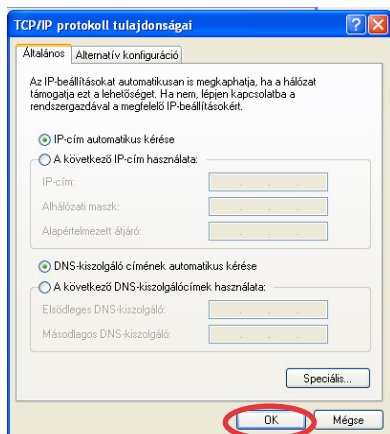 TCP/IP protokoll tulajdonságai
Általános
Alternatív konfiguráció
Az IP-beállításokat automatikusan is megkaphatja, ha a hálózat
támogatja ezt a lehetőséget. Ha nem, lépjen kapcsolatba a
rendszergazdával a megfelelő IP-beállításokért.
IP-cím automatikus kérése
A következő IP-cím használata:
IP-cím:
Alhálózati maszk:
Alapértelmezett átjáró:
DNS-kiszolgáló címének automatikus kérése
A következő DNS-kiszolgálócímek használata:
Elsődleges DNS-kiszolgáló:
Másodlagos DNS-kiszolgáló:
Speciális...
OK
Mégse